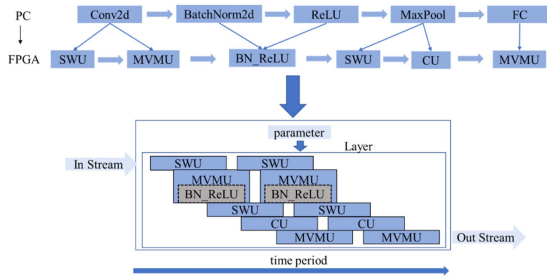 PC Conv2d BatchNorm2d ReLU MaxPool FC
FPGA SWU MVMU BN_ReLU SWU CU MVMU
parameter
Layer
In Stream
SWU SWU
MVMU MVMU
BN_ReLU BN_ReLU
SWU SWU
CU CU
MVMU MVMU
Out Stream
time period